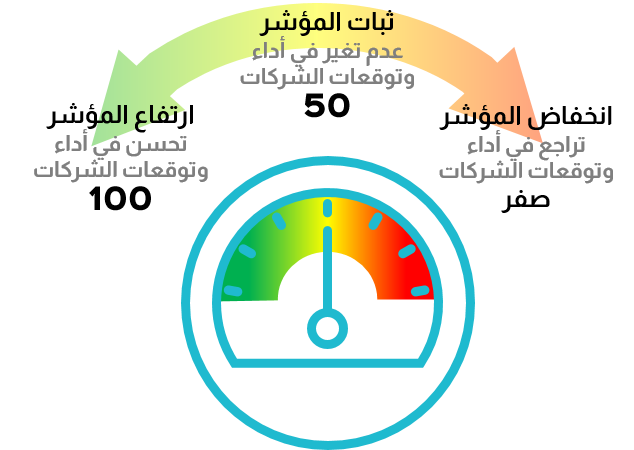 ثبات المؤشر
عدم تغير في أداء
وتوقعات الشركات
50
انخفاض المؤشر
تراجع في أداء
وتوقعات الشركات
صفر
ارتفاع المؤشر
تحسن في أداء
وتوقعات الشركات
100